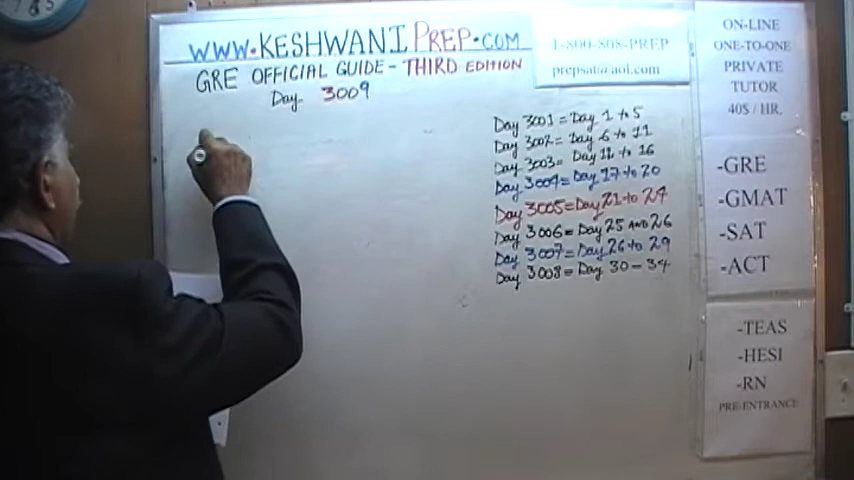 WWW.KESHWANIPREP.COM
GRE OFFICIAL GUIDE - THIRD EDITION
Day 3009
1-800-808-PREP
prepsat@aol.com
Day 3001 = Day 1 to 5
Day 3002 = Day 6 to 11
Day 3003 = Day 12 to 16
Day 3004 = Day 17 to 20
Day 3005 = Day 21 to 24
Day 3006 = Day 25 AND 26
Day 3007 = Day 26 to 29
Day 3008 = Day 30 - 34
ON-LINE
ONE-TO-ONE
PRIVATE
TUTOR
40$ / HR.
-GRE
-GMAT
-SAT
-ACT
-TEAS
-HESI
-RN
PRE-ENTRANCE